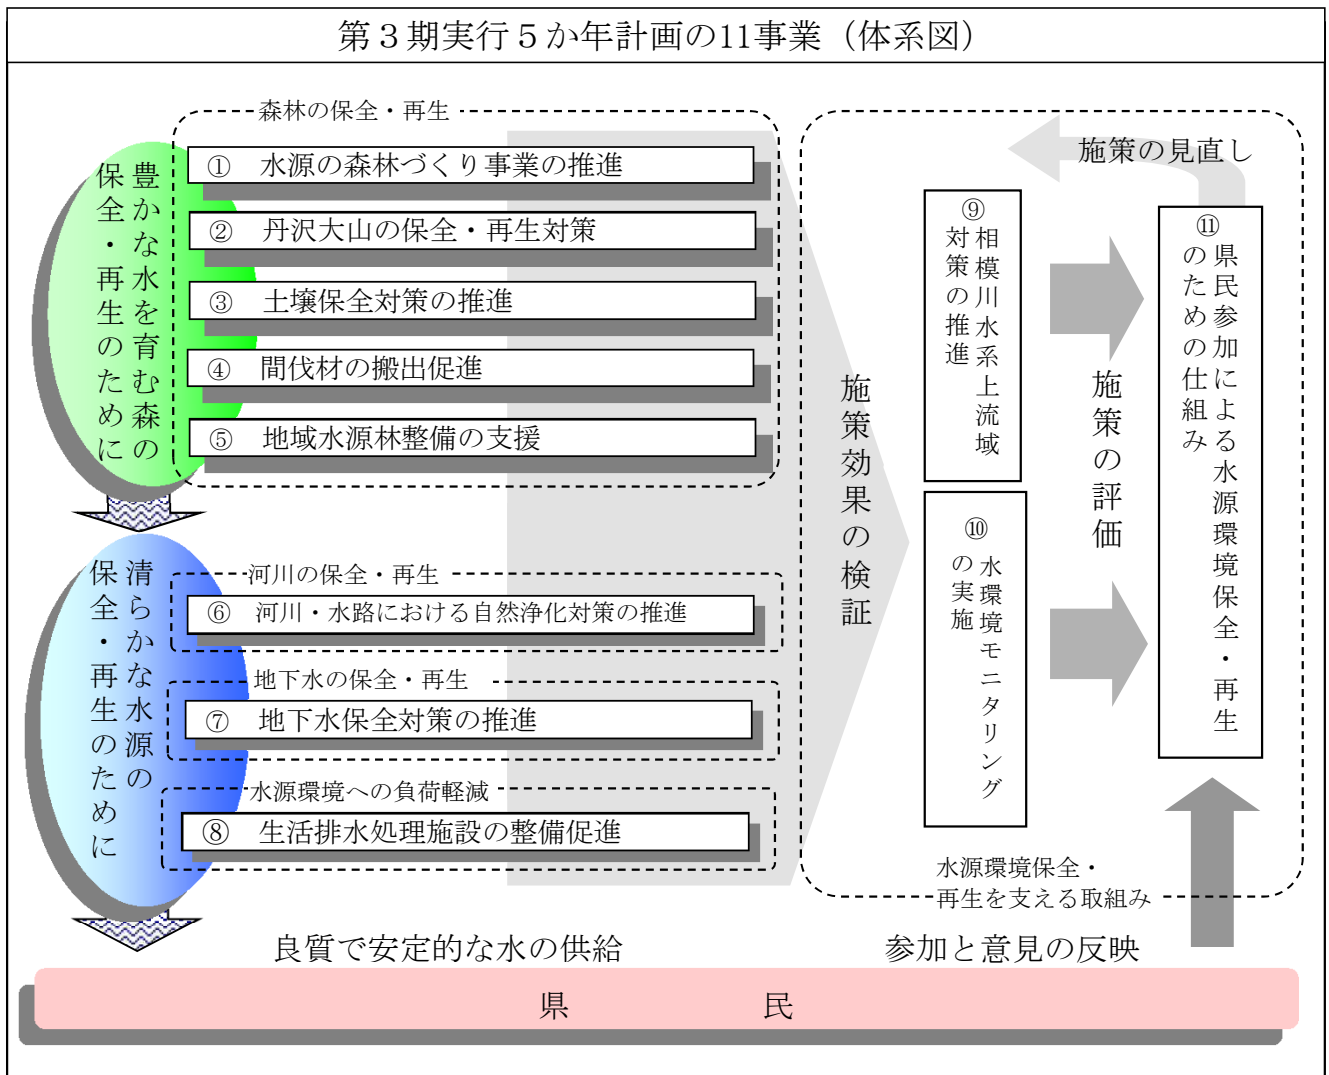 第３期実行５か年計画の11事業（体系図）
森林の保全・再生
豊かな水を育む森の
保全・再生のために
① 水源の森林づくり事業の推進
② 丹沢大山の保全・再生対策
③ 土壌保全対策の推進
④ 間伐材の搬出促進
⑤ 地域水源林整備の支援
清らかな水源の
保全・再生のために
河川の保全・再生
⑥ 河川・水路における自然浄化対策の推進
地下水の保全・再生
⑦ 地下水保全対策の推進
水源環境への負荷軽減
⑧ 生活排水処理施設の整備促進
施策効果の検証
⑨
相模川水系上流域
対策の推進
⑩
水環境モニタリング
の実施
施策の評価
施策の見直し
⑪
県民参加による水源環境保全・再生
のための仕組み
水源環境保全・
再生を支える取組み
良質で安定的な水の供給
参加と意見の反映
県 民